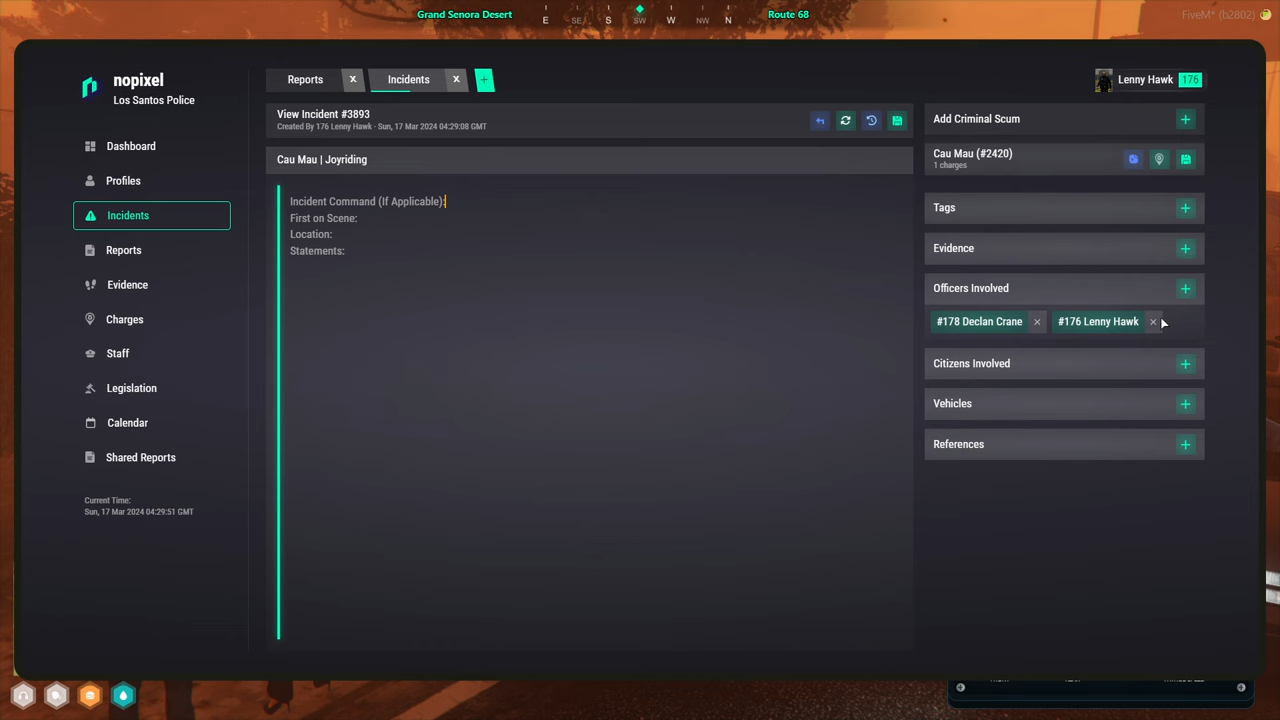 Grand Senora Desert
E SE S SW W NW N
Route 68
FiveM* (b2802)
nopixel
Los Santos Police
Reports x
Incidents x
+
Lenny Hawk 176
View Incident #3893
Created By 176 Lenny Hawk - Sun, 17 Mar 2024 04:29:08 GMT
Cau Mau | Joyriding
Incident Command (If Applicable):
First on Scene:
Location:
Statements:
Dashboard
Profiles
Incidents
Reports
Evidence
Charges
Staff
Legislation
Calendar
Shared Reports
Current Time:
Sun, 17 Mar 2024 04:29:51 GMT
Add Criminal Scum +
Cau Mau (#2420)
1 charges
Tags +
Evidence +
Officers Involved +
#178 Declan Crane x #176 Lenny Hawk x
Citizens Involved +
Vehicles +
References +